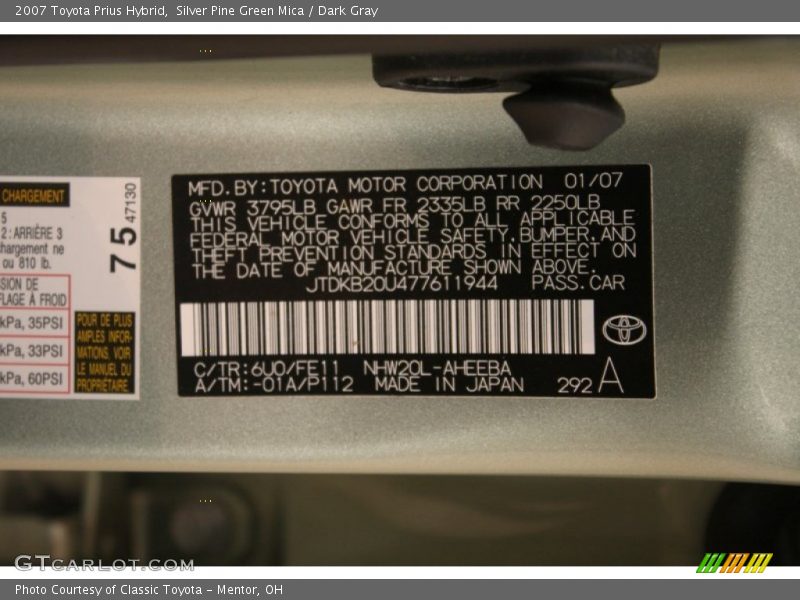 2007 Toyota Prius Hybrid, Silver Pine Green Mica / Dark Gray
CHARGEMENT
5
2: ARRIÈRE 3
chargement ne
ou 810 lb.
SION DE
FLAGE À FROID
kPa, 35PSI
kPa, 33PSI
kPa, 60PSI
75
47130
POUR DE PLUS
AMPLES INFOR-
MATIONS, VOIR
LE MANUEL DU
PROPRIÉTAIRE
MFD. BY: TOYOTA MOTOR CORPORATION 01/07
GVWR 3795LB GAWR FR 2335LB RR 2250LB
THIS VEHICLE CONFORMS TO ALL APPLICABLE
FEDERAL MOTOR VEHICLE SAFETY, BUMPER, AND
THEFT PREVENTION STANDARDS IN EFFECT ON
THE DATE OF MANUFACTURE SHOWN ABOVE.
JTDKB20U477611944 PASS. CAR
C/TR: 6U0/FE11 NHW20L-AHEEBA
A/TM: -01A/P112 MADE IN JAPAN 292 A
GTCARLOT.COM
Photo Courtesy of Classic Toyota - Mentor, OH